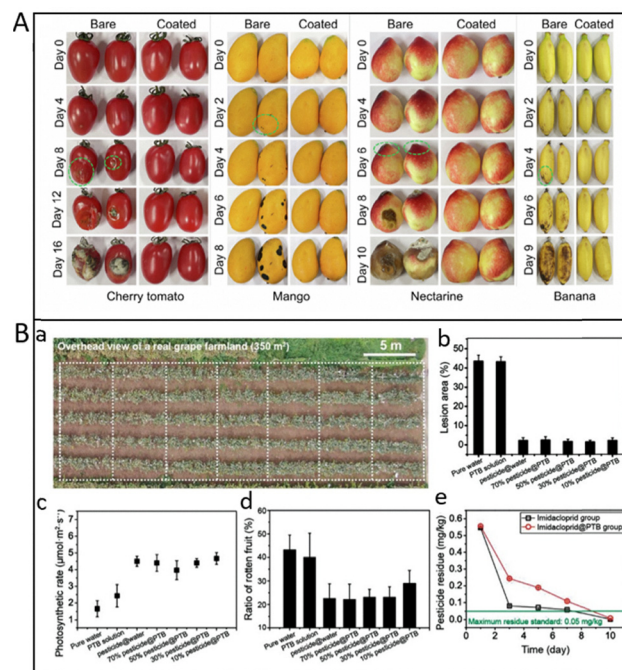 A
Bare Coated Bare Coated Bare Coated Bare Coated
Day 0 Day 0 Day 0 Day 0
Day 4 Day 2 Day 4 Day 2
Day 8 Day 4 Day 6 Day 4
Day 12 Day 6 Day 8 Day 6
Day 16 Day 8 Day 10 Day 9
Cherry tomato Mango Nectarine Banana
B
a
Overhead view of a real grape farmland (350 m²)
5 m
b
Lesion area (%)
50
40
30
20
10
0
Pure water
PTB solution
pesticide@water
70% pesticide@PTB
50% pesticide@PTB
30% pesticide@PTB
10% pesticide@PTB
c
Photosynthetic rate (μmol·m⁻²·s⁻¹)
8
6
4
2
0
Pure water
PTB solution
pesticide@water
70% pesticide@PTB
50% pesticide@PTB
30% pesticide@PTB
10% pesticide@PTB
d
Ratio of rotten fruit (%)
60
50
40
30
20
10
0
Pure water
PTB solution
pesticide@water
70% pesticide@PTB
50% pesticide@PTB
30% pesticide@PTB
10% pesticide@PTB
e
Pesticide residue (mg/kg)
0.6
0.5
0.4
0.3
0.2
0.1
0.0
Imidacloprid group
Imidacloprid@PTB group
Maximum residue standard: 0.05 mg/kg
0 2 4 6 8 10
Time (day)